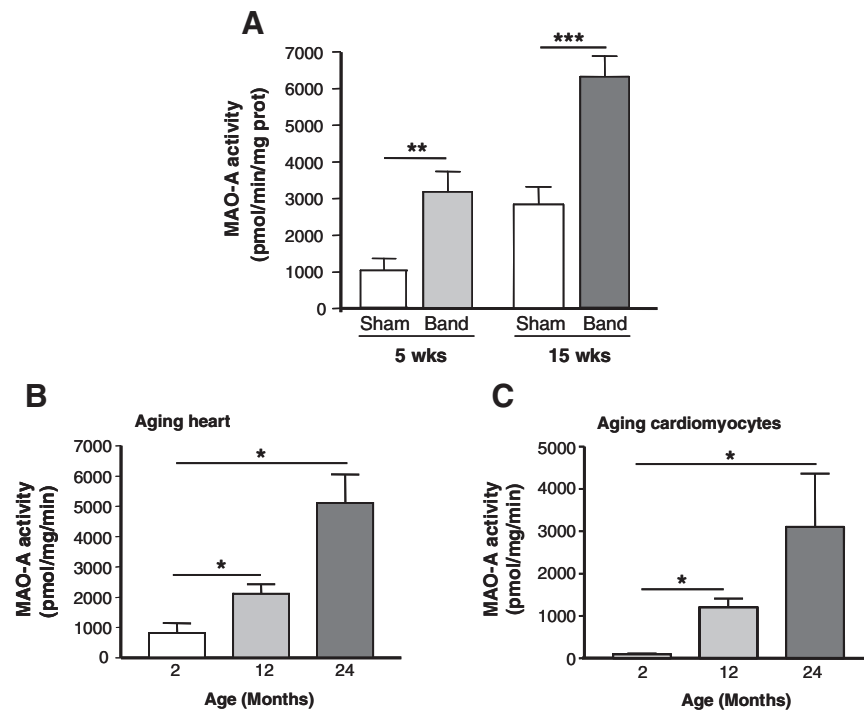 A
MAO-A activity
(pmol/min/mg prot)
7000
6000
5000
4000
3000
2000
1000
0
**
***
Sham Band Sham Band
5 wks 15 wks
B
Aging heart
MAO-A activity
(pmol/mg/min)
7000
6000
5000
4000
3000
2000
1000
0
*
*
2 12 24
Age (Months)
C
Aging cardiomyocytes
MAO-A activity
(pmol/mg/min)
5000
4000
3000
2000
1000
0
*
*
2 12 24
Age (Months)